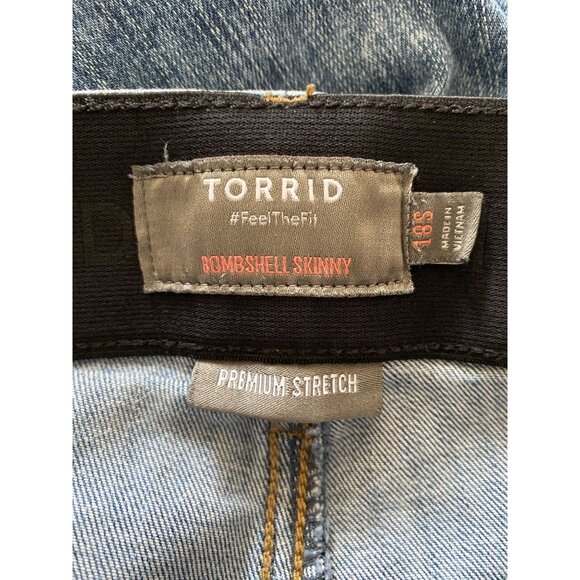 TORRID
#FeelTheFit
BOMBSHELL SKINNY
18S
MADE IN
VIETNAM
PREMIUM STRETCH